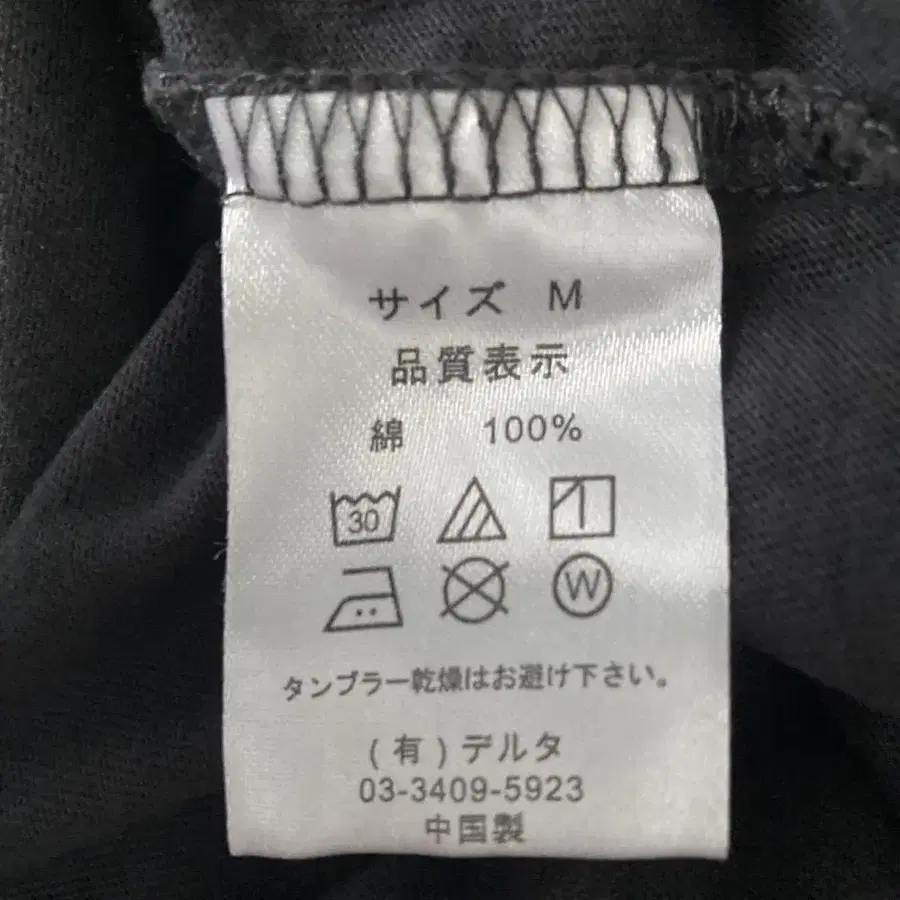 サイズ M
品質表示
綿 100%
30
W
タンブラー乾燥はお避け下さい。
(有)デルタ
03-3409-5923
中国製